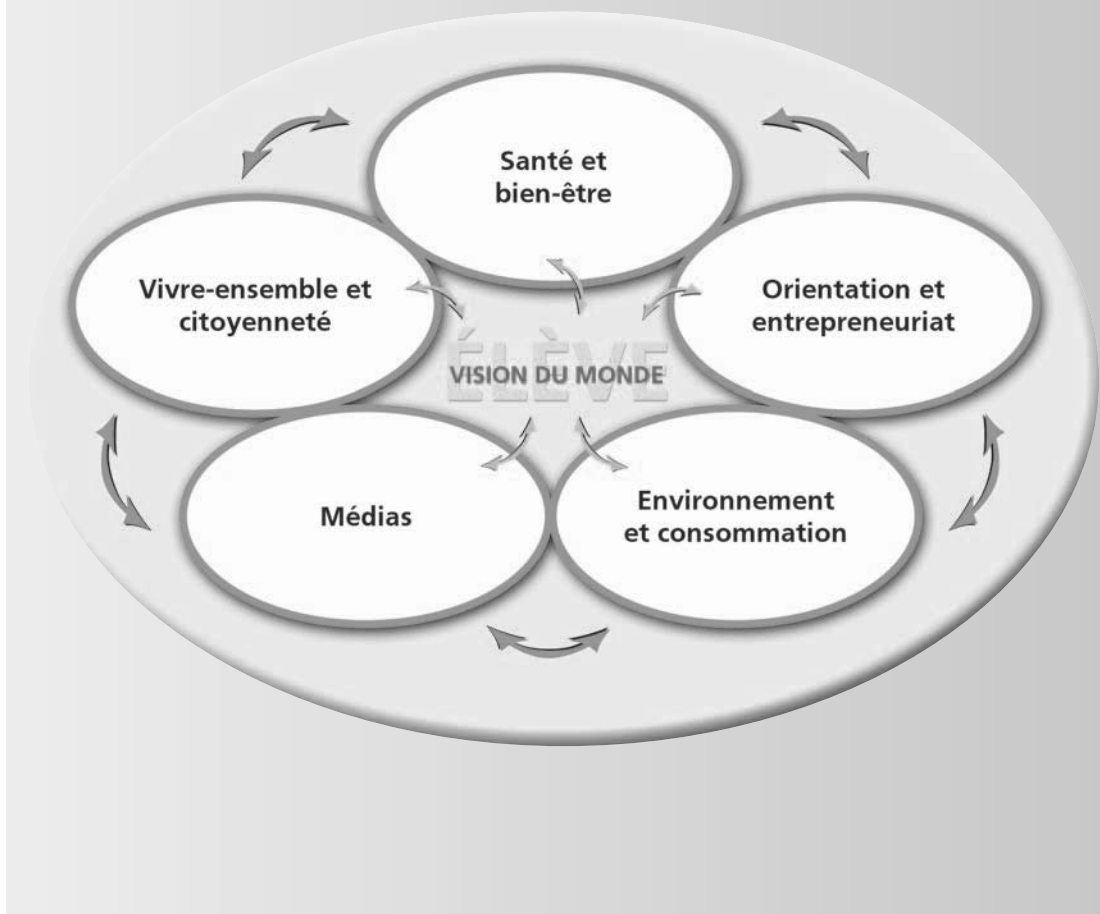 Santé et
bien-être
Vivre-ensemble et
citoyenneté
Orientation et
entrepreneuriat
ÉLÈVE
VISION DU MONDE
Médias
Environnement
et consommation